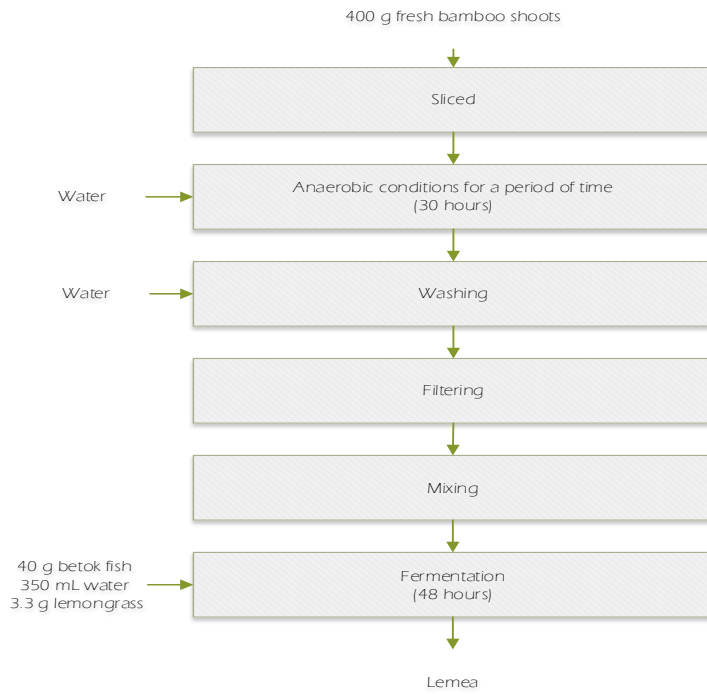 400 g fresh bamboo shoots
Sliced
Water
Anaerobic conditions for a period of time
(30 hours)
Water
Washing
Filtering
Mixing
40 g betok fish
350 mL water
3.3 g lemongrass
Fermentation
(48 hours)
Lemea